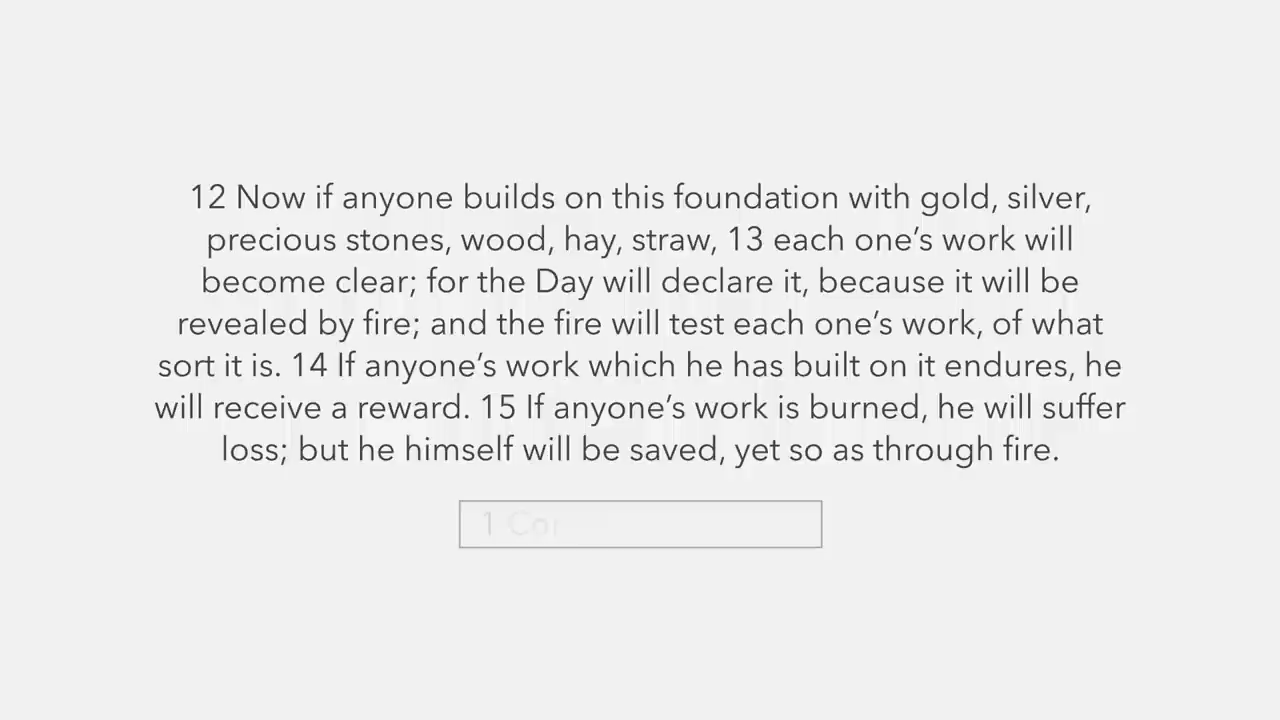 12 Now if anyone builds on this foundation with gold, silver,
precious stones, wood, hay, straw, 13 each one’s work will
become clear; for the Day will declare it, because it will be
revealed by fire; and the fire will test each one’s work, of what
sort it is. 14 If anyone’s work which he has built on it endures, he
will receive a reward. 15 If anyone’s work is burned, he will suffer
loss; but he himself will be saved, yet so as through fire.
1 Cor